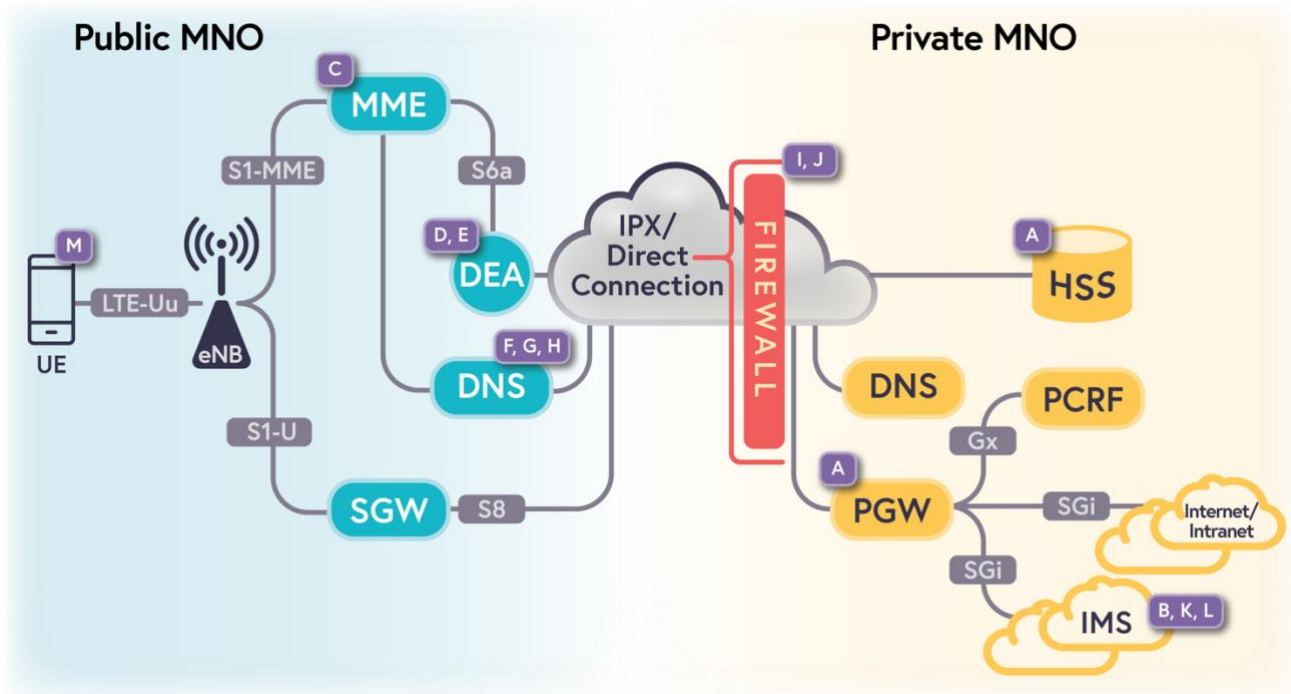 Public MNO
Private MNO
C
MME
S1-MME
S6a
I, J
M
D, E
DEA
IPX/
Direct
Connection
FIREWALL
A
HSS
LTE-Uu
UE
eNB
F, G, H
DNS
DNS
PCRF
S1-U
Gx
A
SGW
S8
PGW
SGi
Internet/
Intranet
SGi
IMS
B, K, L